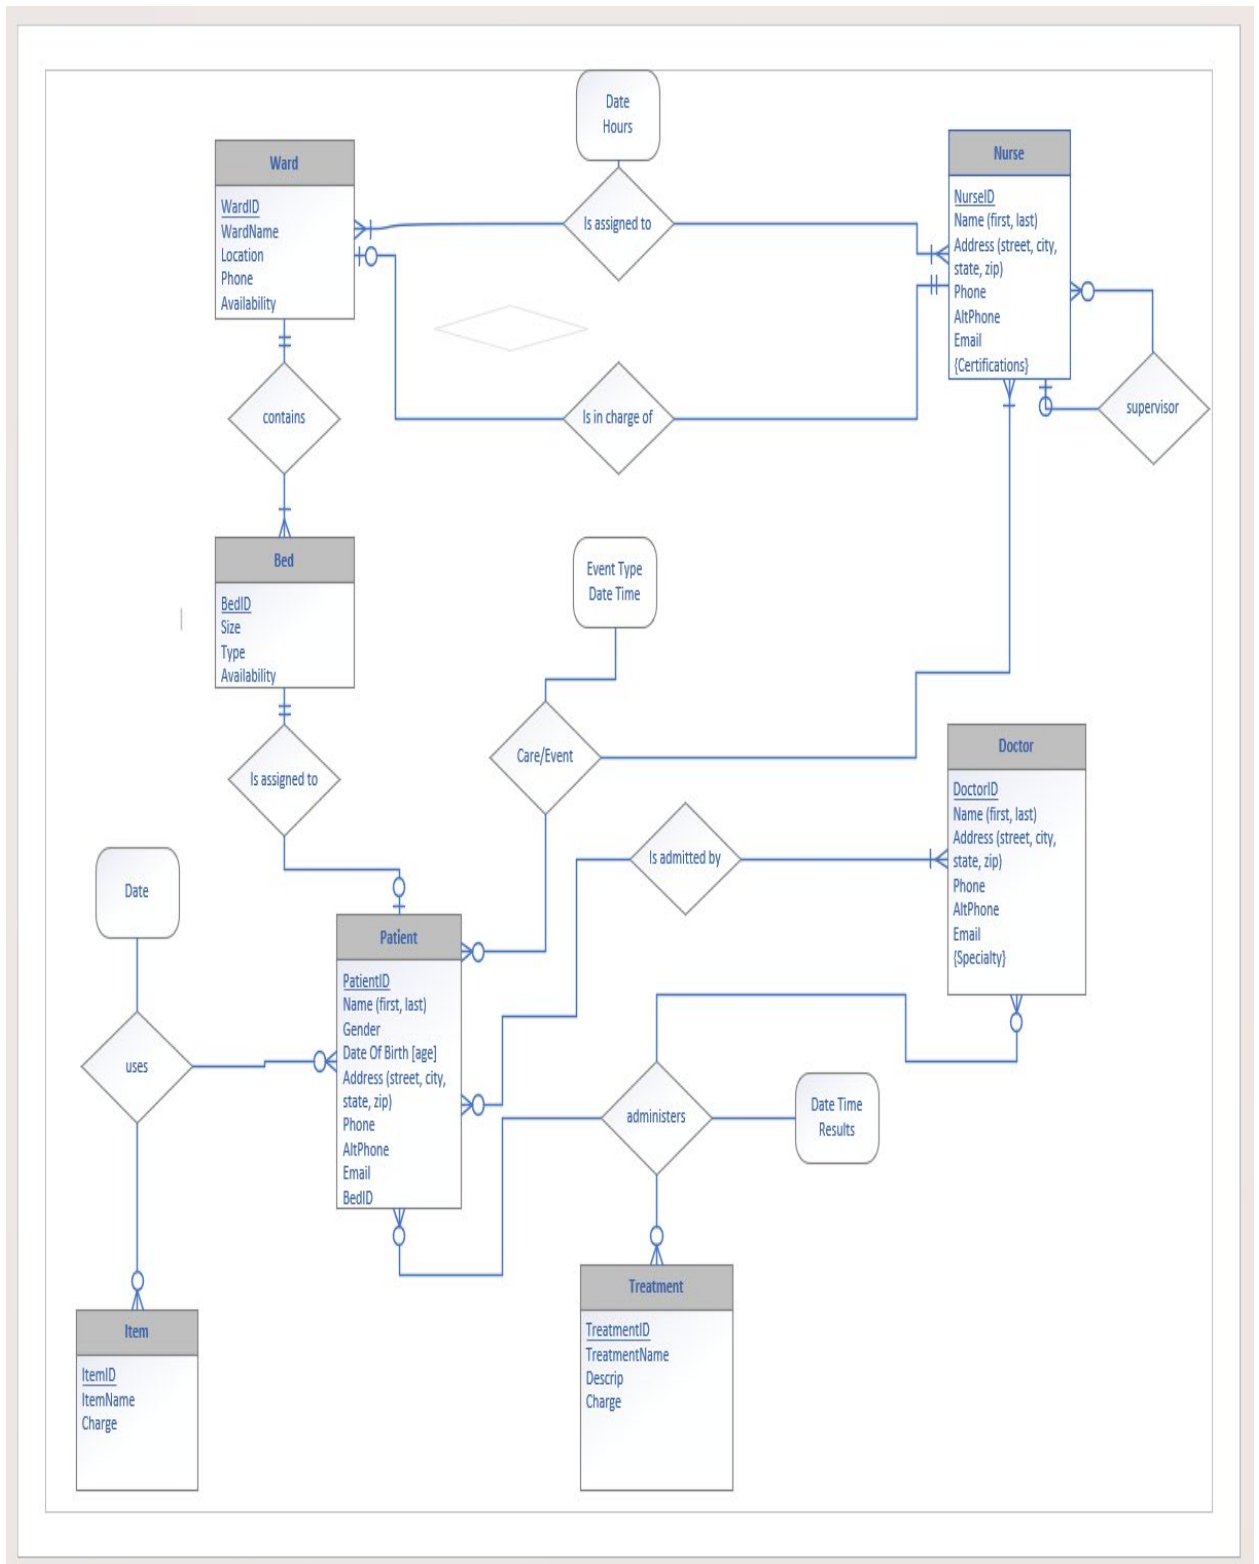 Date
Hours
Ward
WardID
WardName
Location
Phone
Availability
Is assigned to
Nurse
NurseID
Name (first, last)
Address (street, city,
state, zip)
Phone
AltPhone
Email
{Certifications}
contains
Is in charge of
supervisor
Bed
BedID
Size
Type
Availability
Event Type
Date Time
Is assigned to
Care/Event
Doctor
DoctorID
Name (first, last)
Address (street, city,
state, zip)
Phone
AltPhone
Email
{Specialty}
Is admitted by
Date
uses
Patient
PatientID
Name (first, last)
Gender
Date Of Birth [age]
Address (street, city,
state, zip)
Phone
AltPhone
Email
BedID
administers
Date Time
Results
Item
ItemID
ItemName
Charge
Treatment
TreatmentID
TreatmentName
Descrip
Charge